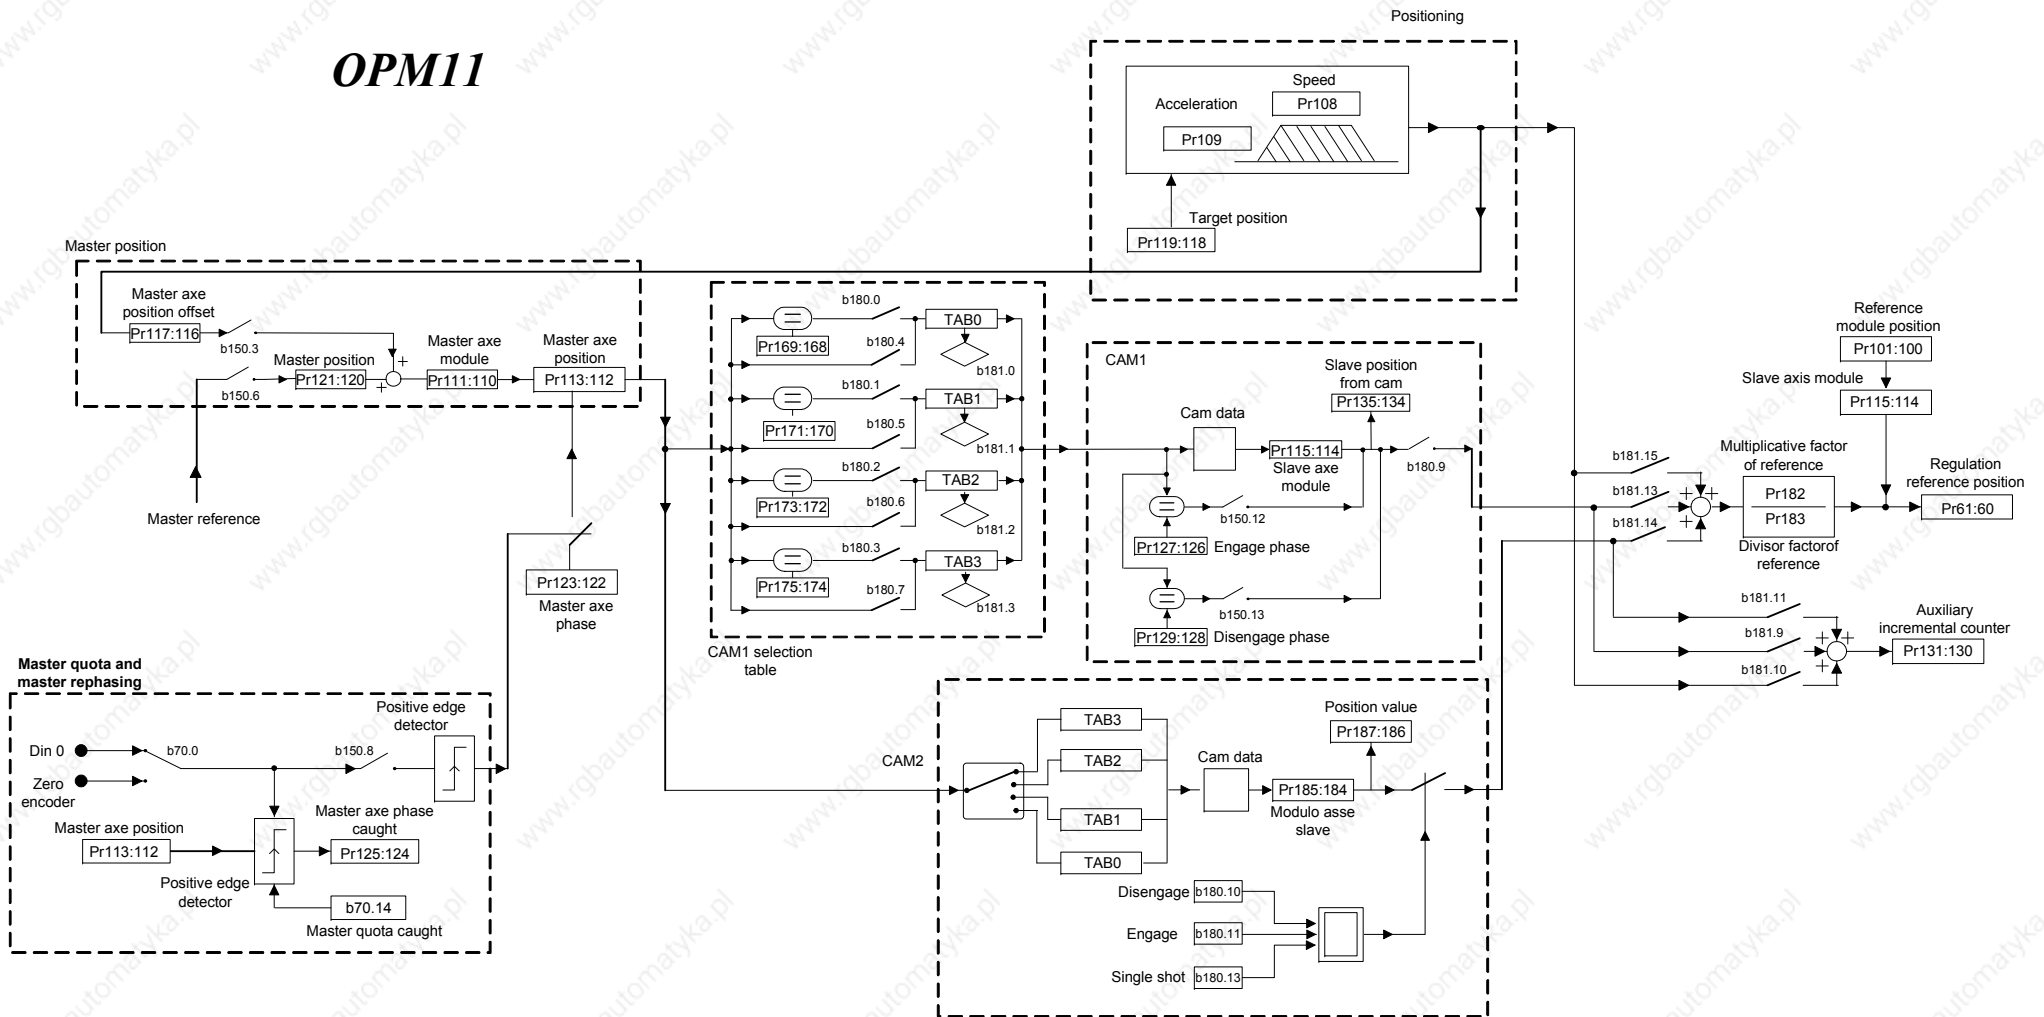 OPM11
Positioning
Speed
Pr108
Acceleration
Pr109
Target position
Pr119:118
Master position
Master axe
position offset
Pr117:116
b150.3
Master position
Pr121:120
b150.6
+
+
Master axe
module
Pr111:110
Master axe
position
Pr113:112
Master reference
Pr123:122
Master axe
phase
b180.0
=
Pr169:168
b180.4
TAB0
b181.0
b180.1
=
Pr171:170
b180.5
TAB1
b181.1
b180.2
=
Pr173:172
b180.6
TAB2
b181.2
b180.3
=
Pr175:174
b180.7
TAB3
b181.3
CAM1 selection
table
CAM1
Slave position
from cam
Pr135:134
Cam data
Pr115:114
Slave axe
module
b180.9
=
b150.12
Pr127:126
Engage phase
=
b150.13
Pr129:128
Disengage phase
Reference
module position
Pr101:100
Slave axis module
Pr115:114
b181.15
b181.13
b181.14
+
+
+
Multiplicative factor
of reference
Pr182
Pr183
Divisor factorof
reference
Regulation
reference position
Pr61:60
b181.11
b181.9
b181.10
+
+
+
Auxiliary
incremental counter
Pr131:130
Master quota and
master rephasing
Din 0
Zero
encoder
b70.0
b150.8
Positive edge
detector
Master axe position
Pr113:112
Master axe phase
caught
Pr125:124
Positive edge
detector
b70.14
Master quota caught
CAM2
TAB3
TAB2
TAB1
TAB0
Cam data
Position value
Pr187:186
Pr185:184
Modulo asse
slave
Disengage
b180.10
Engage
b180.11
Single shot
b180.13
www.rgbautomatyka.pl